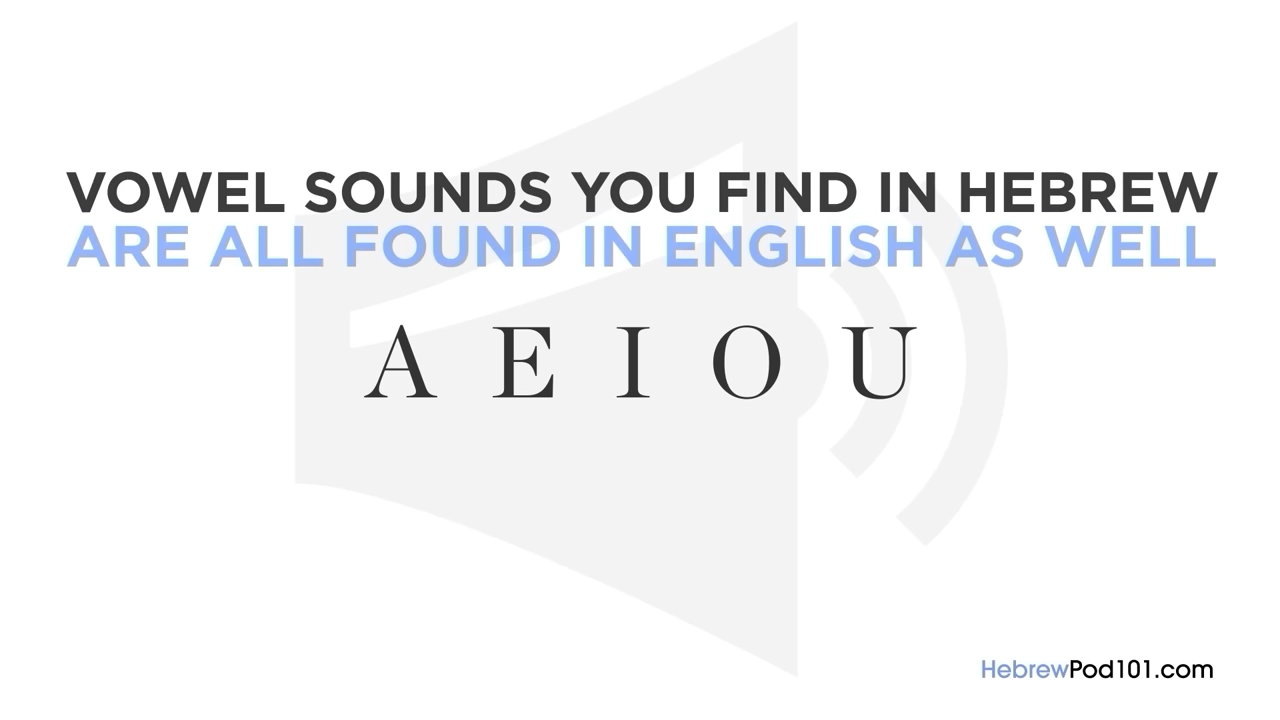 VOWEL SOUNDS YOU FIND IN HEBREW
ARE ALL FOUND IN ENGLISH AS WELL
A E I O U
HebrewPod101.com